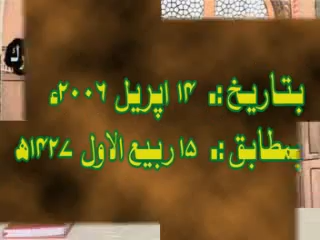 بتاریخ :۔ ۱۴ اپریل ۲۰۰۶ء
بمطابق :۔ ۱۵ ربیع الاول ۱۴۲۷ھ